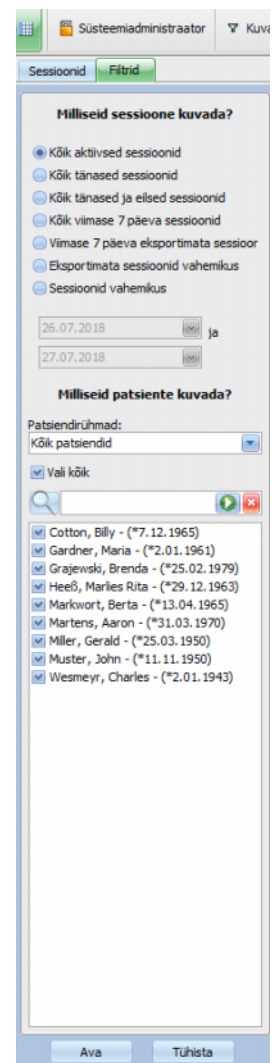 Süsteemiadministraator
Sessioonid Filtrid
Milliseid sessioone kuvada?
Kõik aktiivsed sessioonid
Kõik tänased sessioonid
Kõik tänased ja eilsed sessioonid
Kõik viimase 7 päeva sessioonid
Viimase 7 päeva eksportimata sessioor
Eksportimata sessioonid vahemikus
Sessioonid vahemikus
26.07.2018 ja
27.07.2018
Milliseid patsiente kuvada?
Patsiendirühmad:
Kõik patsiendid
Vali kõik
Cotton, Billy - (*7.12.1965)
Gardner, Maria - (*2.01.1961)
Grajewski, Brenda - (*25.02.1979)
Heeß, Marlies Rita - (*29.12.1963)
Markwort, Berta - (*13.04.1965)
Martens, Aaron - (*31.03.1970)
Miller, Gerald - (*25.03.1950)
Muster, John - (*11.11.1950)
Wesmeyr, Charles - (*2.01.1943)
Ava Tühista